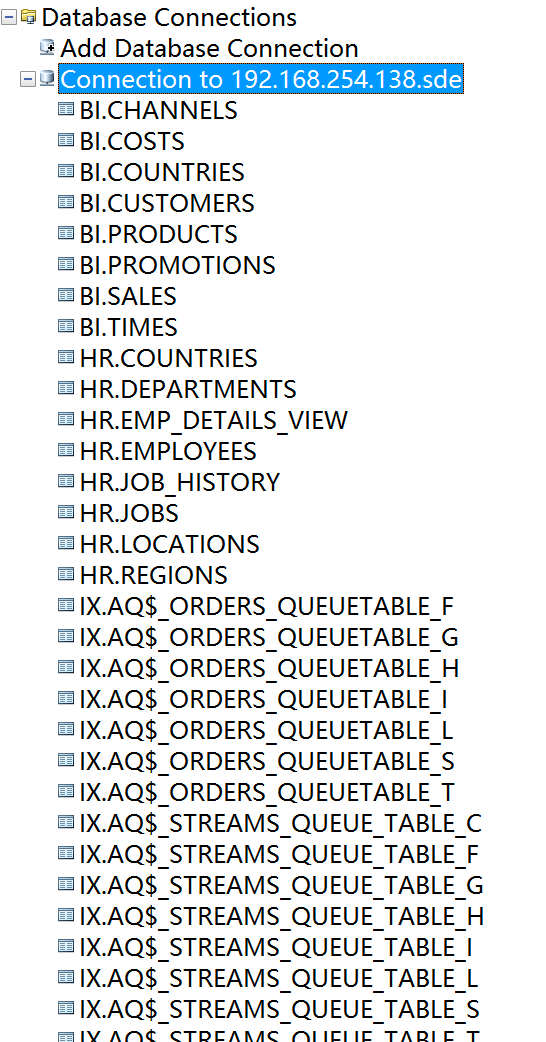 Database Connections
Add Database Connection
Connection to 192.168.254.138.sde
BI.CHANNELS
BI.COSTS
BI.COUNTRIES
BI.CUSTOMERS
BI.PRODUCTS
BI.PROMOTIONS
BI.SALES
BI.TIMES
HR.COUNTRIES
HR.DEPARTMENTS
HR.EMP_DETAILS_VIEW
HR.EMPLOYEES
HR.JOB_HISTORY
HR.JOBS
HR.LOCATIONS
HR.REGIONS
IX.AQ$_ORDERS_QUEUETABLE_F
IX.AQ$_ORDERS_QUEUETABLE_G
IX.AQ$_ORDERS_QUEUETABLE_H
IX.AQ$_ORDERS_QUEUETABLE_I
IX.AQ$_ORDERS_QUEUETABLE_L
IX.AQ$_ORDERS_QUEUETABLE_S
IX.AQ$_ORDERS_QUEUETABLE_T
IX.AQ$_STREAMS_QUEUE_TABLE_C
IX.AQ$_STREAMS_QUEUE_TABLE_F
IX.AQ$_STREAMS_QUEUE_TABLE_G
IX.AQ$_STREAMS_QUEUE_TABLE_H
IX.AQ$_STREAMS_QUEUE_TABLE_I
IX.AQ$_STREAMS_QUEUE_TABLE_L
IX.AQ$_STREAMS_QUEUE_TABLE_S
IX.AQ$_STREAMS_QUEUE_TABLE_T